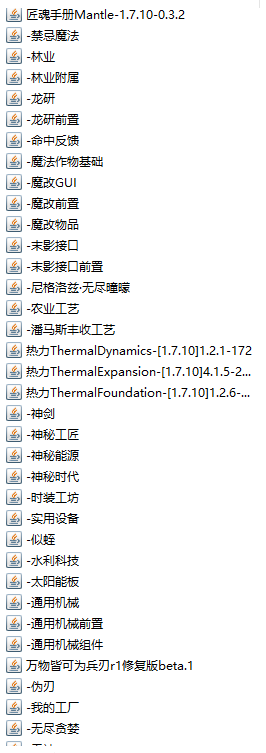 匠魂手册Mantle-1.7.10-0.3.2
-禁忌魔法
-林业
-林业附属
-龙研
-龙研前置
-命中反馈
-魔法作物基础
-魔改GUI
-魔改前置
-魔改物品
-末影接口
-末影接口前置
-尼格洛兹·无尽曈曚
-农业工艺
-潘马斯丰收工艺
热力ThermalDynamics-[1.7.10]1.2.1-172
热力ThermalExpansion-[1.7.10]4.1.5-2...
热力ThermalFoundation-[1.7.10]1.2.6-...
-神剑
-神秘工匠
-神秘能源
-神秘时代
-时装工坊
-实用设备
-似蛭
-水利科技
-太阳能板
-通用机械
-通用机械前置
-通用机械组件
万物皆可为兵刃r1修复版beta.1
-伪刃
-我的工厂
-无尽贪婪